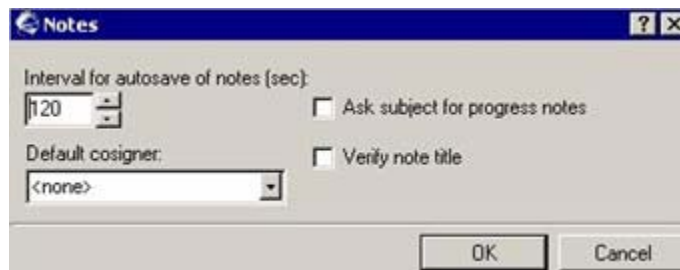 Notes
Interval for autosave of notes (sec):
120
Ask subject for progress notes
Default cosigner:
Verify note title
<none>
OK
Cancel